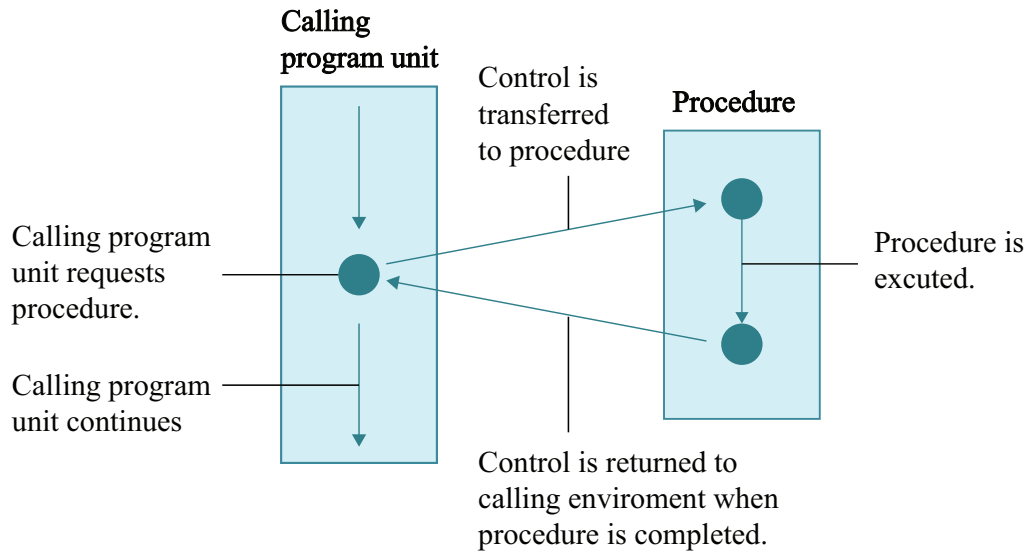 Calling
program unit
Control is
transferred
to procedure
Procedure
Calling program
unit requests
procedure.
Procedure is
excuted.
Calling program
unit continues
Control is returned to
calling enviroment when
procedure is completed.